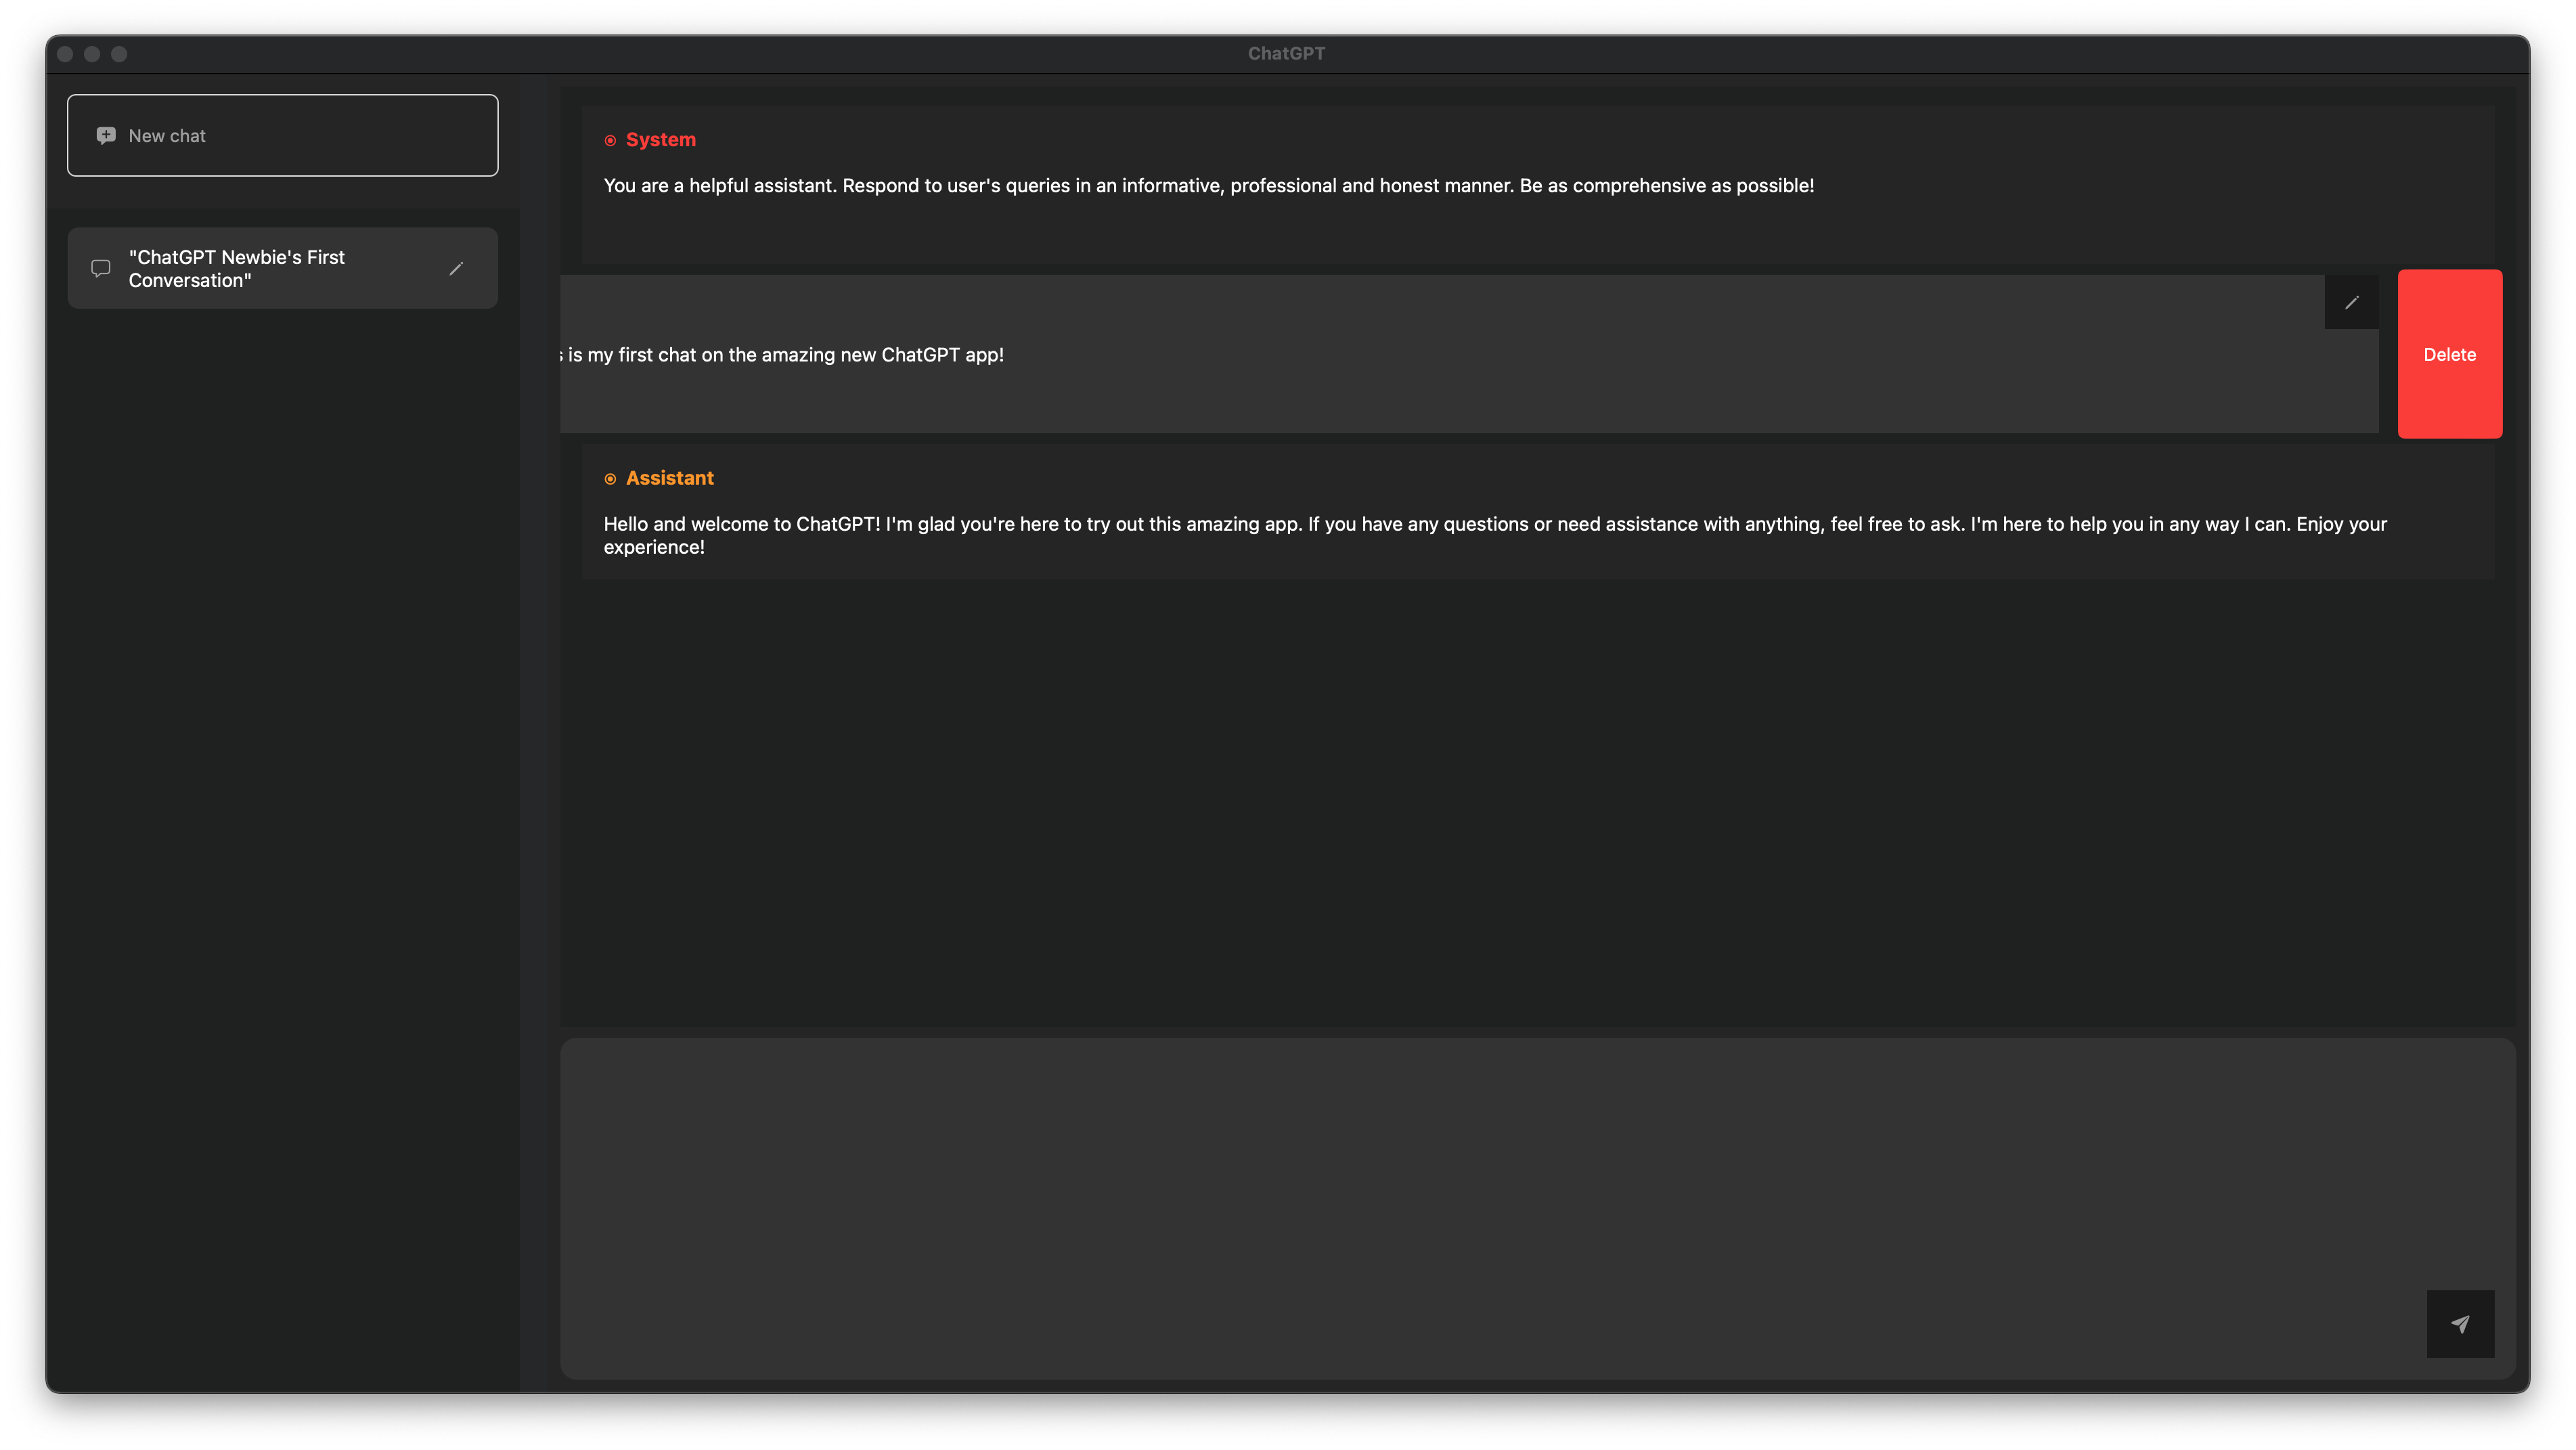 ChatGPT
New chat
"ChatGPT Newbie's First
Conversation"
System
You are a helpful assistant. Respond to user's queries in an informative, professional and honest manner. Be as comprehensive as possible!
is my first chat on the amazing new ChatGPT app!
Delete
Assistant
Hello and welcome to ChatGPT! I'm glad you're here to try out this amazing app. If you have any questions or need assistance with anything, feel free to ask. I'm here to help you in any way I can. Enjoy your
experience!